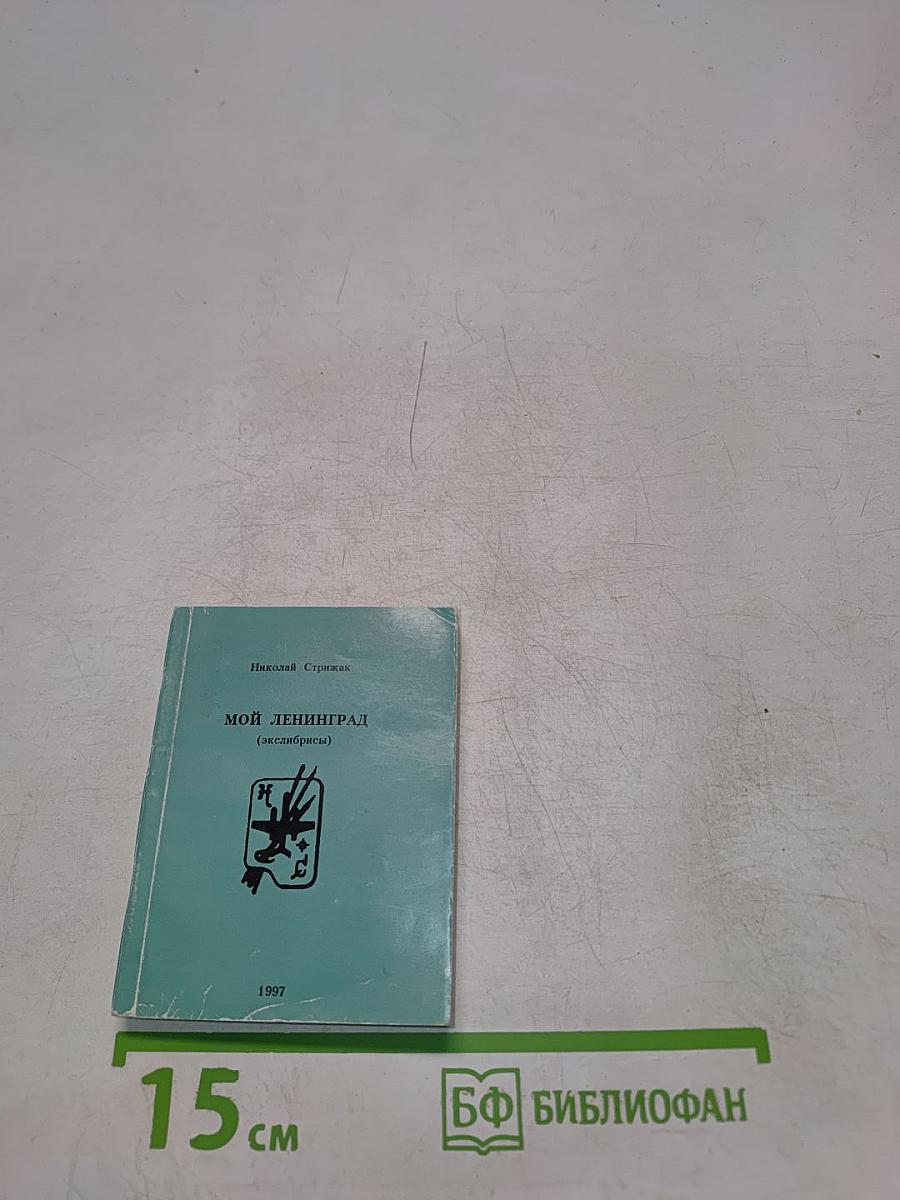 Николай Стрижак
МОЙ ЛЕНИНГРАД
(экслибрисы)
Н
С
1997
15 см
БФ БИБЛИОФАН